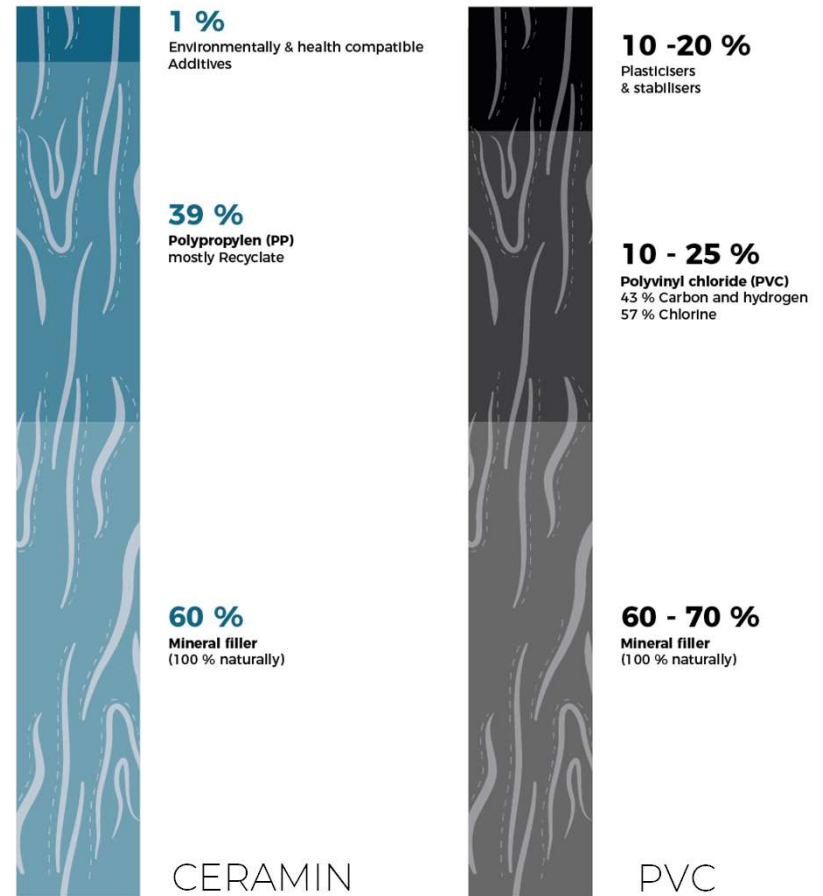 1 %
Environmentally & health compatible
Additives
39 %
Polypropylen (PP)
mostly Recyclate
60 %
Mineral filler
(100 % naturally)
CERAMIN
10 -20 %
Plasticisers
& stabilisers
10 - 25 %
Polyvinyl chloride (PVC)
43 % Carbon and hydrogen
57 % Chlorine
60 - 70 %
Mineral filler
(100 % naturally)
PVC